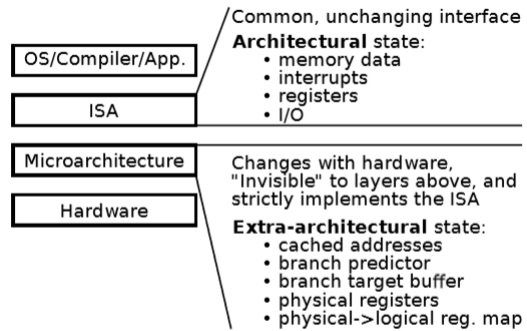 OS/Compiler/App.
ISA
Microarchitecture
Hardware
Common, unchanging interface
Architectural state:
• memory data
• interrupts
• registers
• I/O
Changes with hardware,
"Invisible" to layers above, and
strictly implements the ISA
Extra-architectural state:
• cached addresses
• branch predictor
• branch target buffer
• physical registers
• physical->logical reg. map